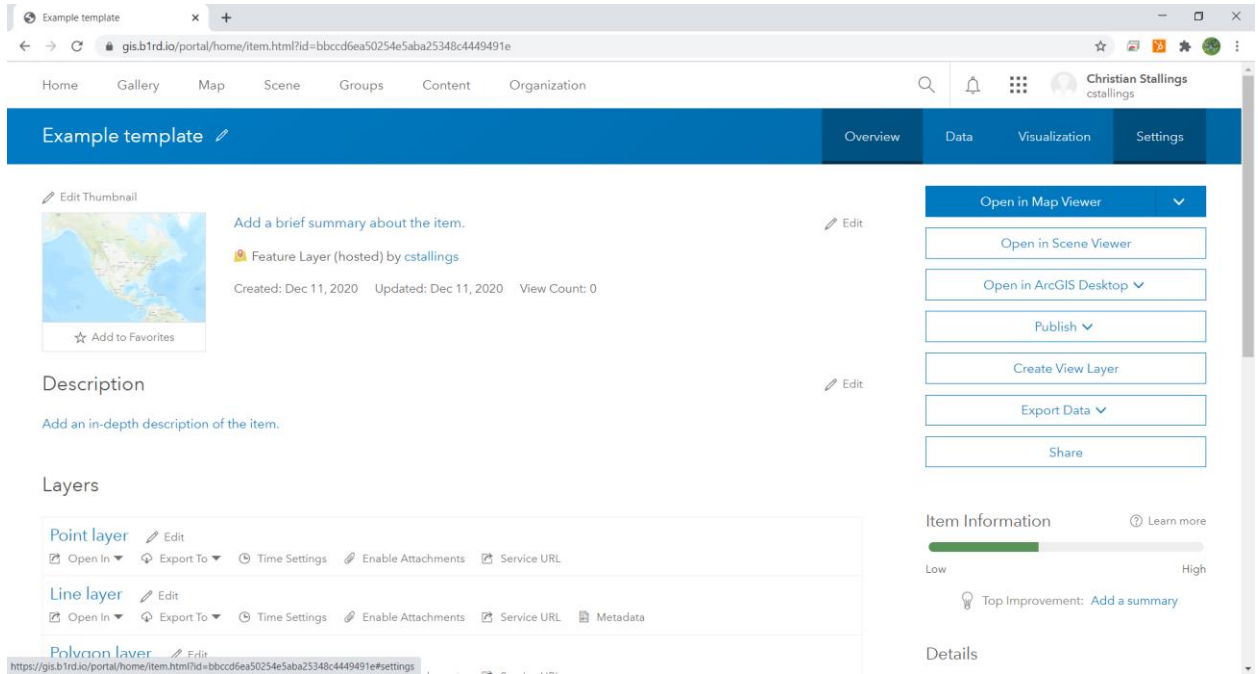 Example template
gis.b1rd.io/portal/home/item.html?id=bbccd6ea50254e5aba25348c4449491e
Home Gallery Map Scene Groups Content Organization Christian Stallings
cstallings
Example template Overview Data Visualization Settings
Edit Thumbnail
Add a brief summary about the item. Edit
Feature Layer (hosted) by cstallings
Created: Dec 11, 2020 Updated: Dec 11, 2020 View Count: 0
Add to Favorites
Open in Map Viewer
Open in Scene Viewer
Open in ArcGIS Desktop
Publish
Create View Layer
Export Data
Share
Description Edit
Add an in-depth description of the item.
Layers
Point layer Edit
Open In Export To Time Settings Enable Attachments Service URL
Line layer Edit
Open In Export To Time Settings Enable Attachments Service URL Metadata
Polygon layer Edit
https://gis.b1rd.io/portal/home/item.html?id=bbccd6ea50254e5aba25348c4449491e#settings
Item Information Learn more
Low High
Top Improvement: Add a summary
Details